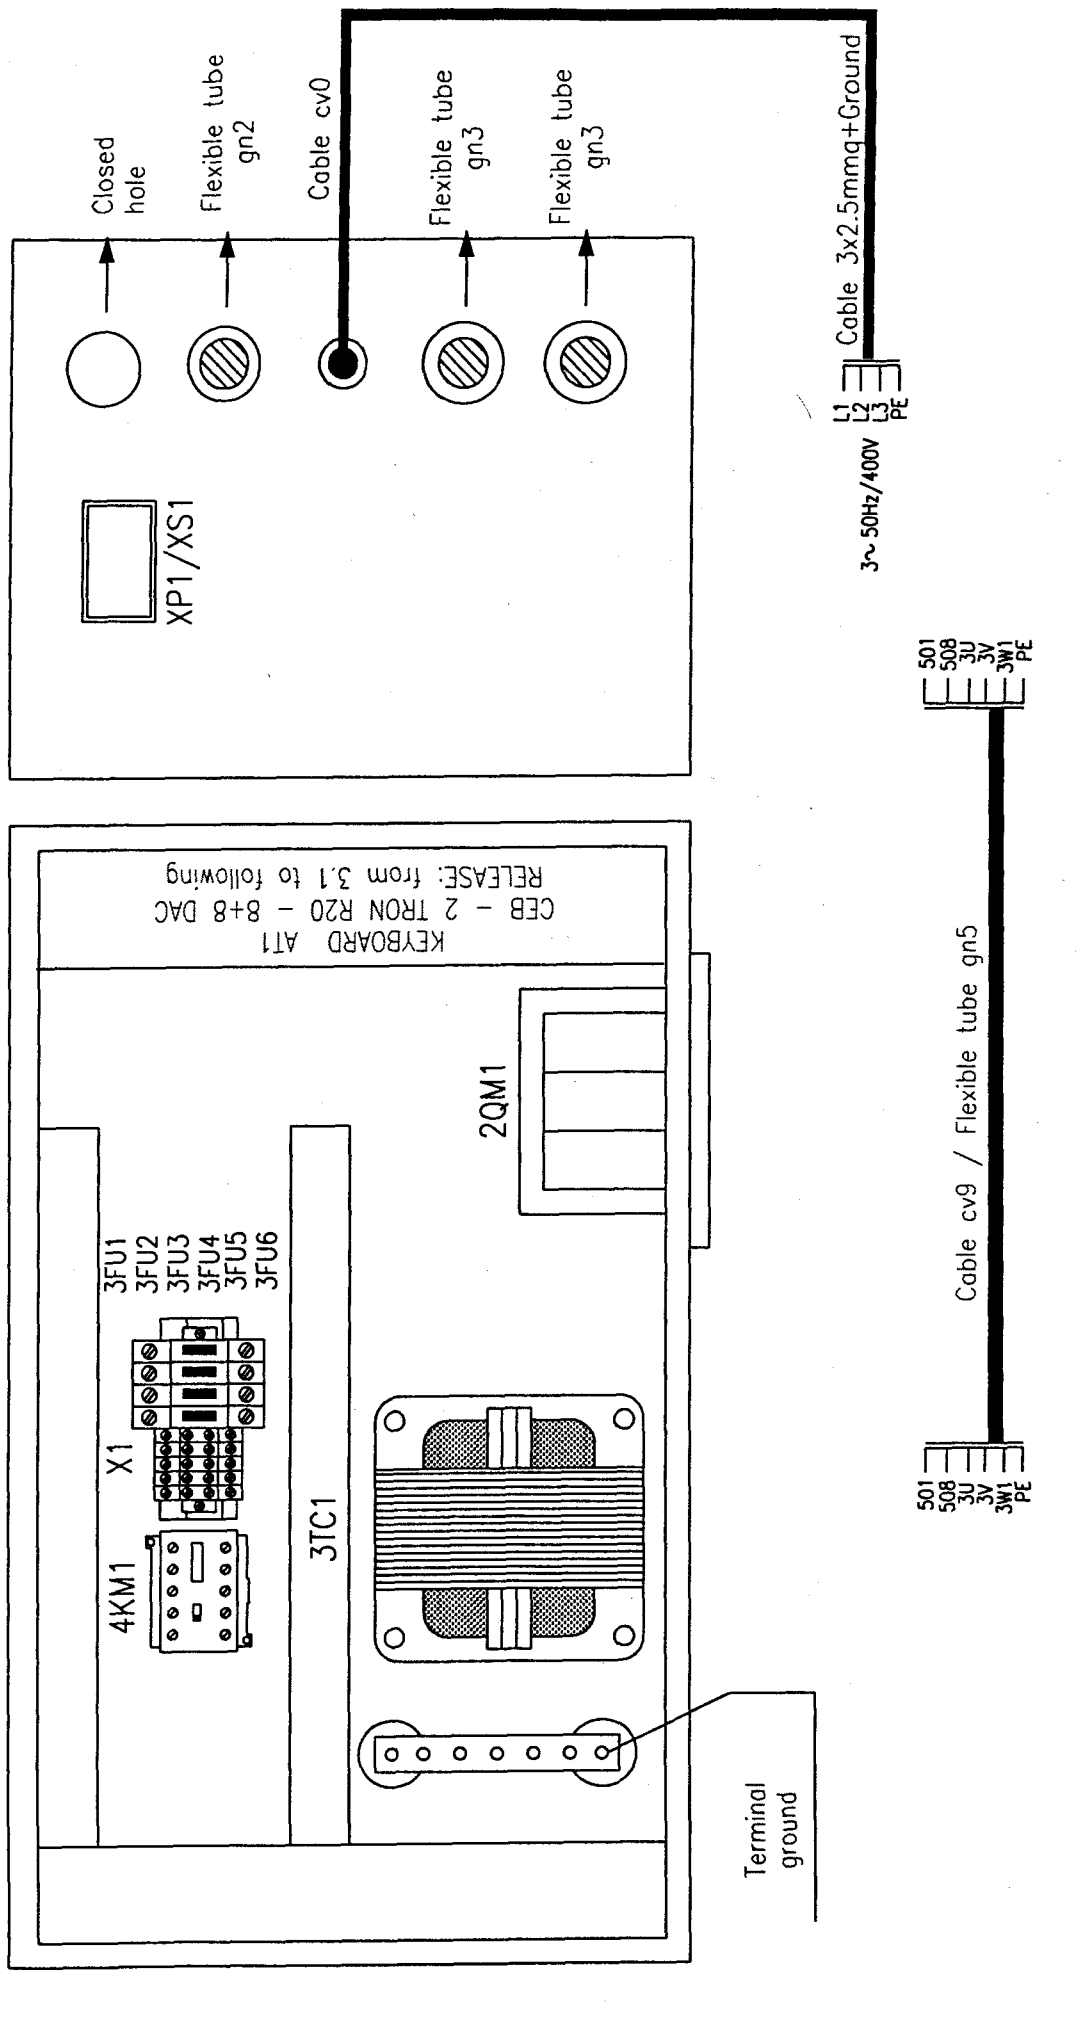 Closed
hole
Flexible tube
gn2
Cable cv0
Flexible tube
gn3
Flexible tube
gn3
Cable 3x2.5mmq+Ground
L1
L2
L3
PE
3~ 50Hz/400V
XP1/XS1
KEYBOARD AT1
CEB - 2 TRON R20 - 8+8 DAC
RELEASE: from 3.1 to following
2QM1
3FU1
3FU2
3FU3
3FU4
3FU5
3FU6
X1
4KM1
3TC1
Terminal
ground
501
508
3U
3V
3W1
PE
Cable cv9 / Flexible tube gn5
501
508
3U
3V
3W1
PE